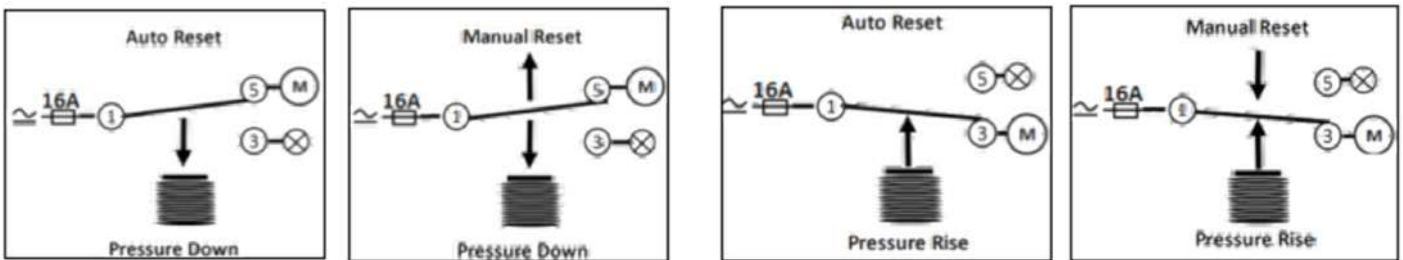 Auto Reset
16A
1
5
M
3
Pressure Down
Manual Reset
16A
1
5
M
3
Pressure Down
Auto Reset
16A
1
5
3
M
Pressure Rise
Manual Reset
16A
1
5
3
M
Pressure Rise